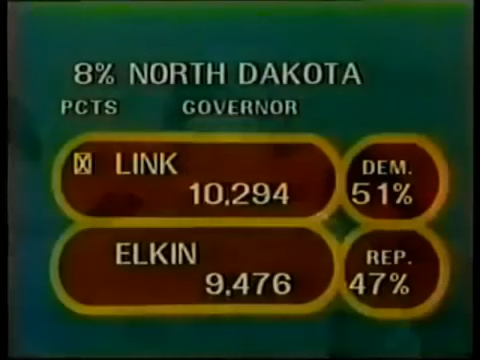 8% NORTH DAKOTA
PCTS GOVERNOR
☒ LINK DEM.
10,294 51%
ELKIN REP.
9,476 47%